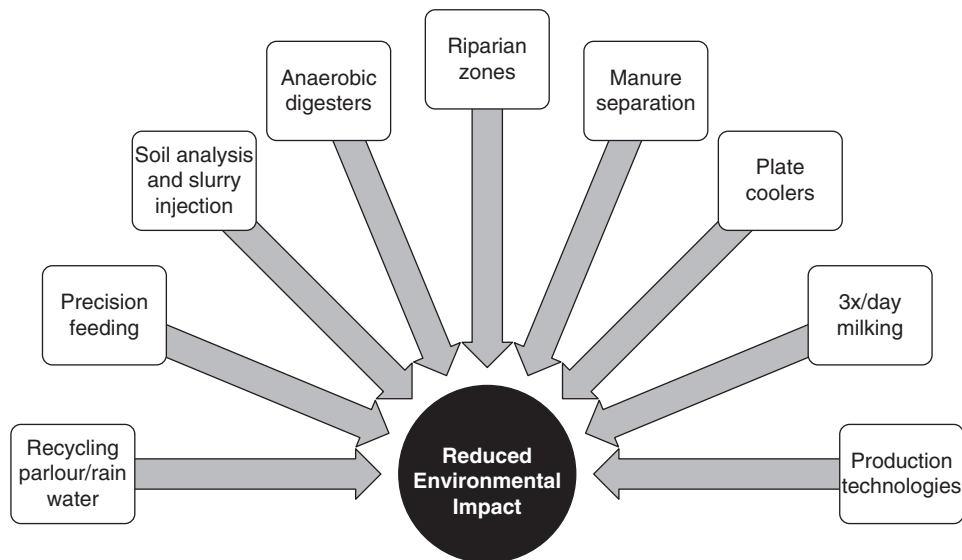 Riparian
zones
Anaerobic
digesters
Manure
separation
Soil analysis
and slurry
injection
Plate
coolers
Precision
feeding
3x/day
milking
Recycling
parlour/rain
water
Reduced
Environmental
Impact
Production
technologies